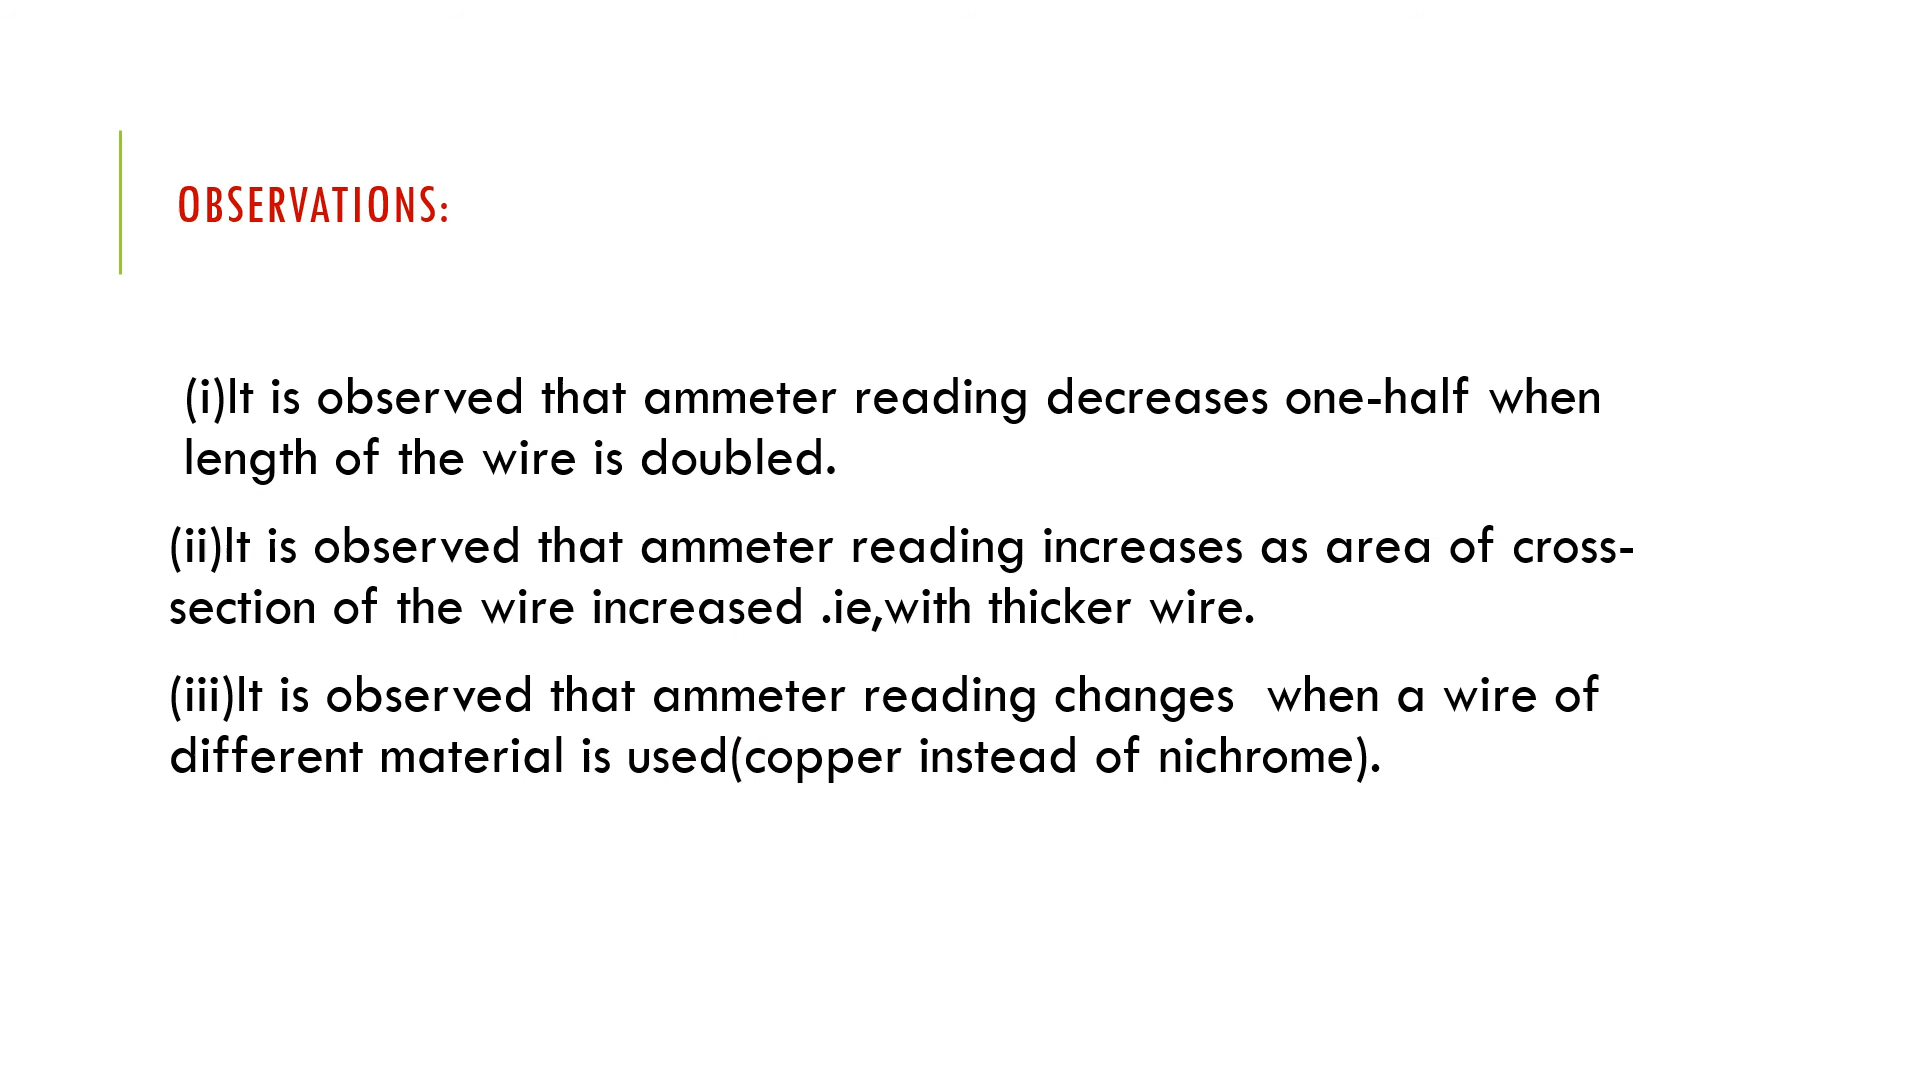 OBSERVATIONS:
(i)It is observed that ammeter reading decreases one-half when
length of the wire is doubled.
(ii)It is observed that ammeter reading increases as area of cross-
section of the wire increased .ie,with thicker wire.
(iii)It is observed that ammeter reading changes  when a wire of
different material is used(copper instead of nichrome).